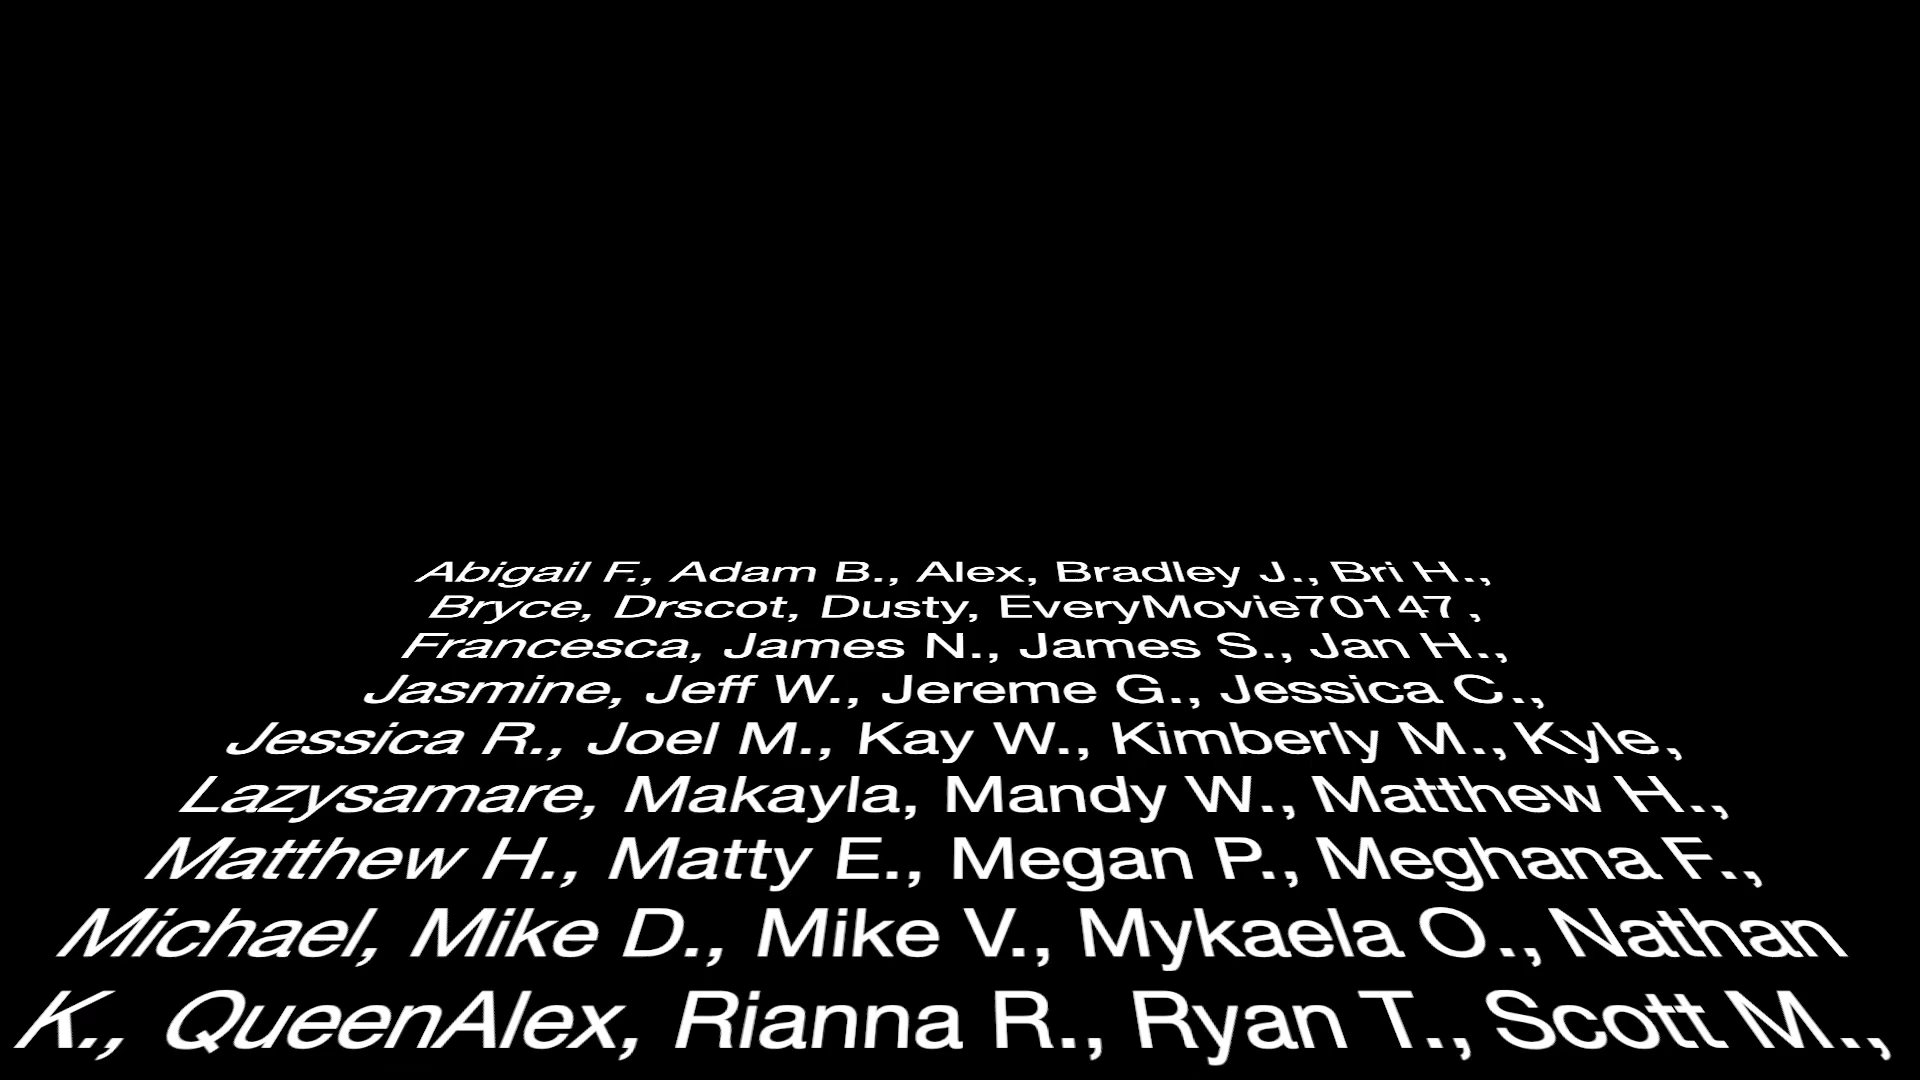 Abigail F., Adam B., Alex, Bradley J., Bri H.,
Bryce, Drscot, Dusty, EveryMovie70147 ,
Francesca, James N., James S., Jan H.,
Jasmine, Jeff W., Jereme G., Jessica C.,
Jessica R., Joel M., Kay W., Kimberly M., Kyle,
Lazysamare, Makayla, Mandy W., Matthew H.,
Matthew H., Matty E., Megan P., Meghana F.,
Michael, Mike D., Mike V., Mykaela O., Nathan
K., QueenAlex, Rianna R., Ryan T., Scott M.,